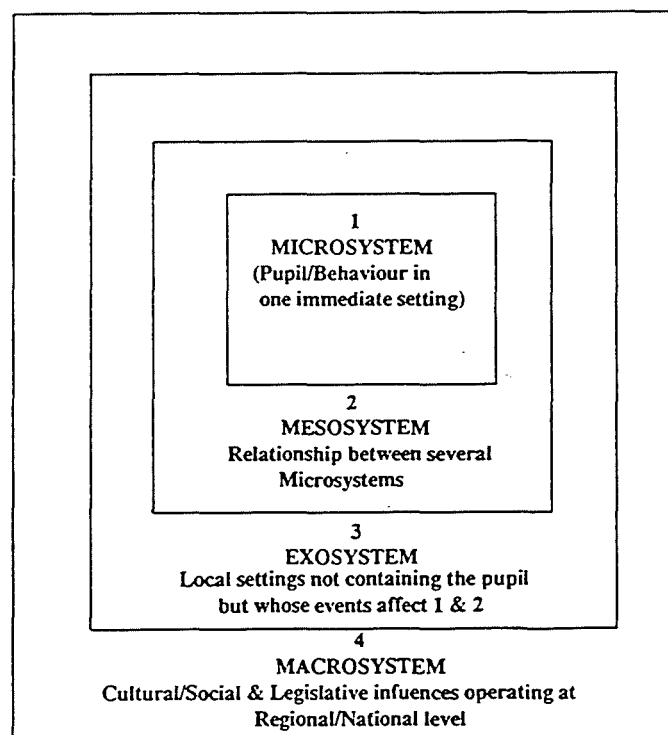 1
MICROSYSTEM
(Pupil/Behaviour in
one immediate setting)
2
MESOSYSTEM
Relationship between several
Microsystems
3
EXOSYSTEM
Local settings not containing the pupil
but whose events affect 1 & 2
4
MACROSYSTEM
Cultural/Social & Legislative infuences operating at
Regional/National level